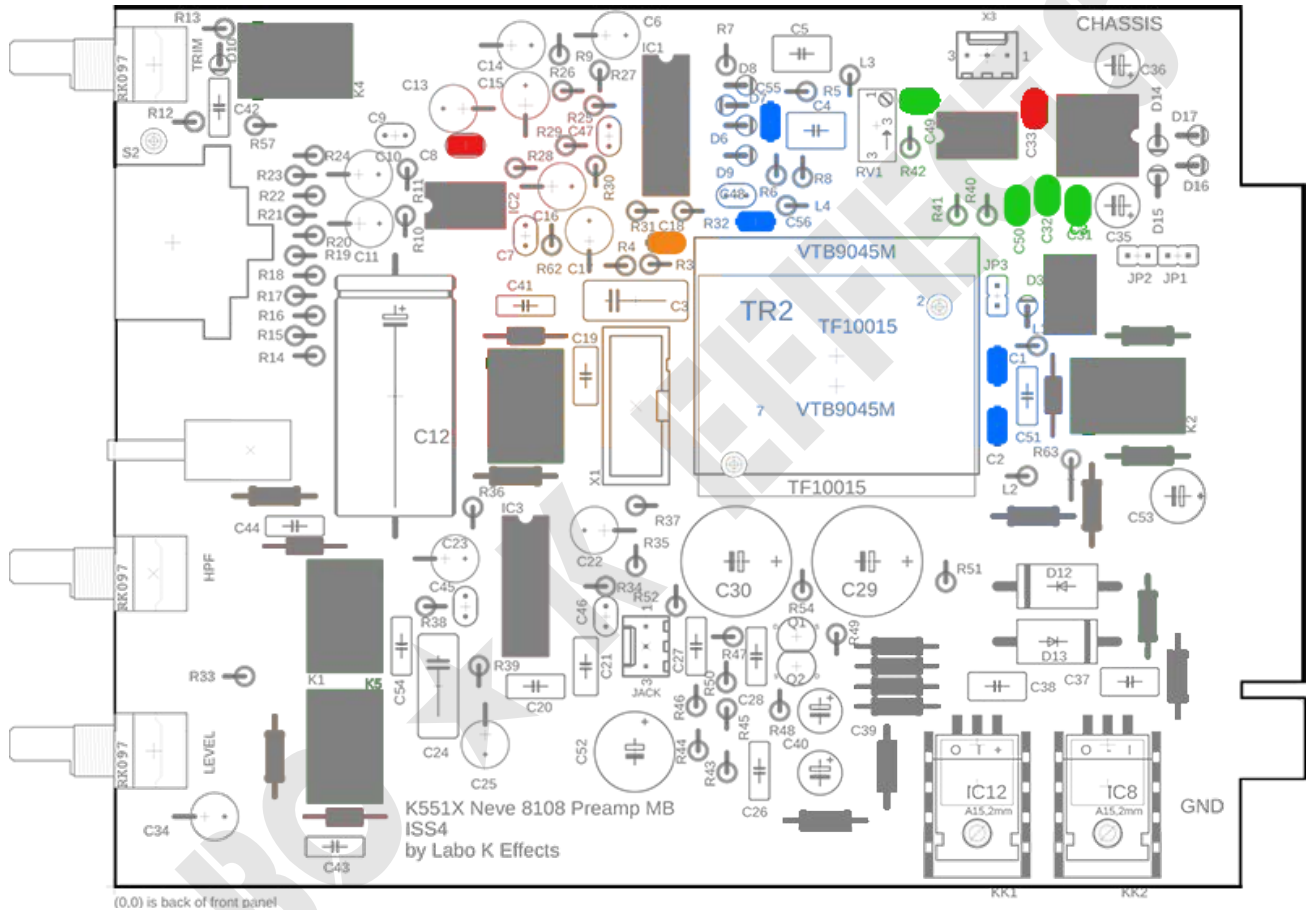 R13
TRIM
D10
K4
RK097
R12
C42
R57
S2
C14
C6
R9
R26
R27
IC1
C15
C13
R25
C47
R29
C9
C10
C8
R28
R30
R24
R11
R23
R22
IC2
R21
C16
R10
R20
R19
C11
C7
R62
C1
R31
C18
R4
R3
R18
R17
R16
R15
R14
C41
C3
C19
C12
X1
R7
C5
L3
D8
C55
R5
D7
C4
1
3
3
D6
D9
R6
R8
RV1
C48
L4
R32
C56
X3
3
1
CHASSIS
C36
D14
C49
C33
D17
R42
D16
R40
R41
D15
C50
C32
C31
C35
JP2
JP1
VTB9045M
JP3
D3
TR2
2
TF10015
C1
7
VTB9045M
C51
K2
C2
R63
L2
TF10015
C53
R36
C44
IC3
R37
C23
C22
R35
HPF
RK097
C45
R34
R52
C46
R38
1
3
JACK
C30
C29
R51
D12
R54
Q1
R49
R47
Q2
D13
C21
C27
R50
R39
C54
K1
K5
R33
C20
R46
C28
R48
C38
C37
R45
C24
C40
C39
C52
R44
R43
LEVEL
RK097
C25
C26
O
+
O - I
IC12
IC8
A15,2mm
A15,2mm
GND
C34
C43
K551X Neve 8108 Preamp MB
ISS4
by Labo K Effects
KK1
KK2
(0,0) is back of front panel